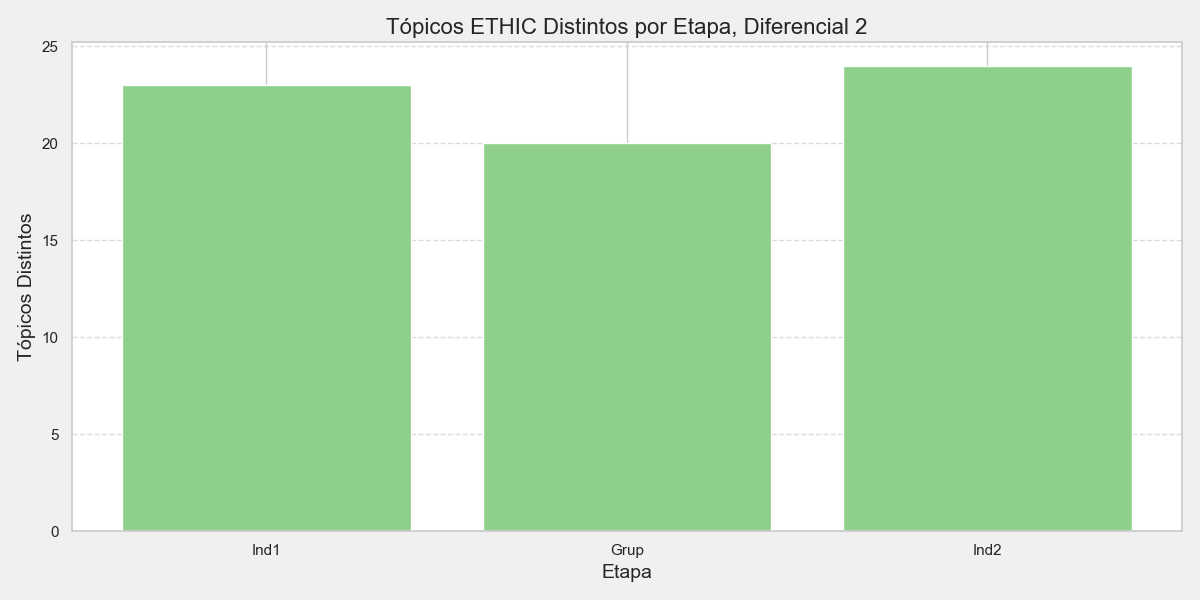 Tópicos ETHIC Distintos por Etapa, Diferencial 2
Tópicos Distintos
25
20
15
10
5
0
Ind1
Grup
Ind2
Etapa